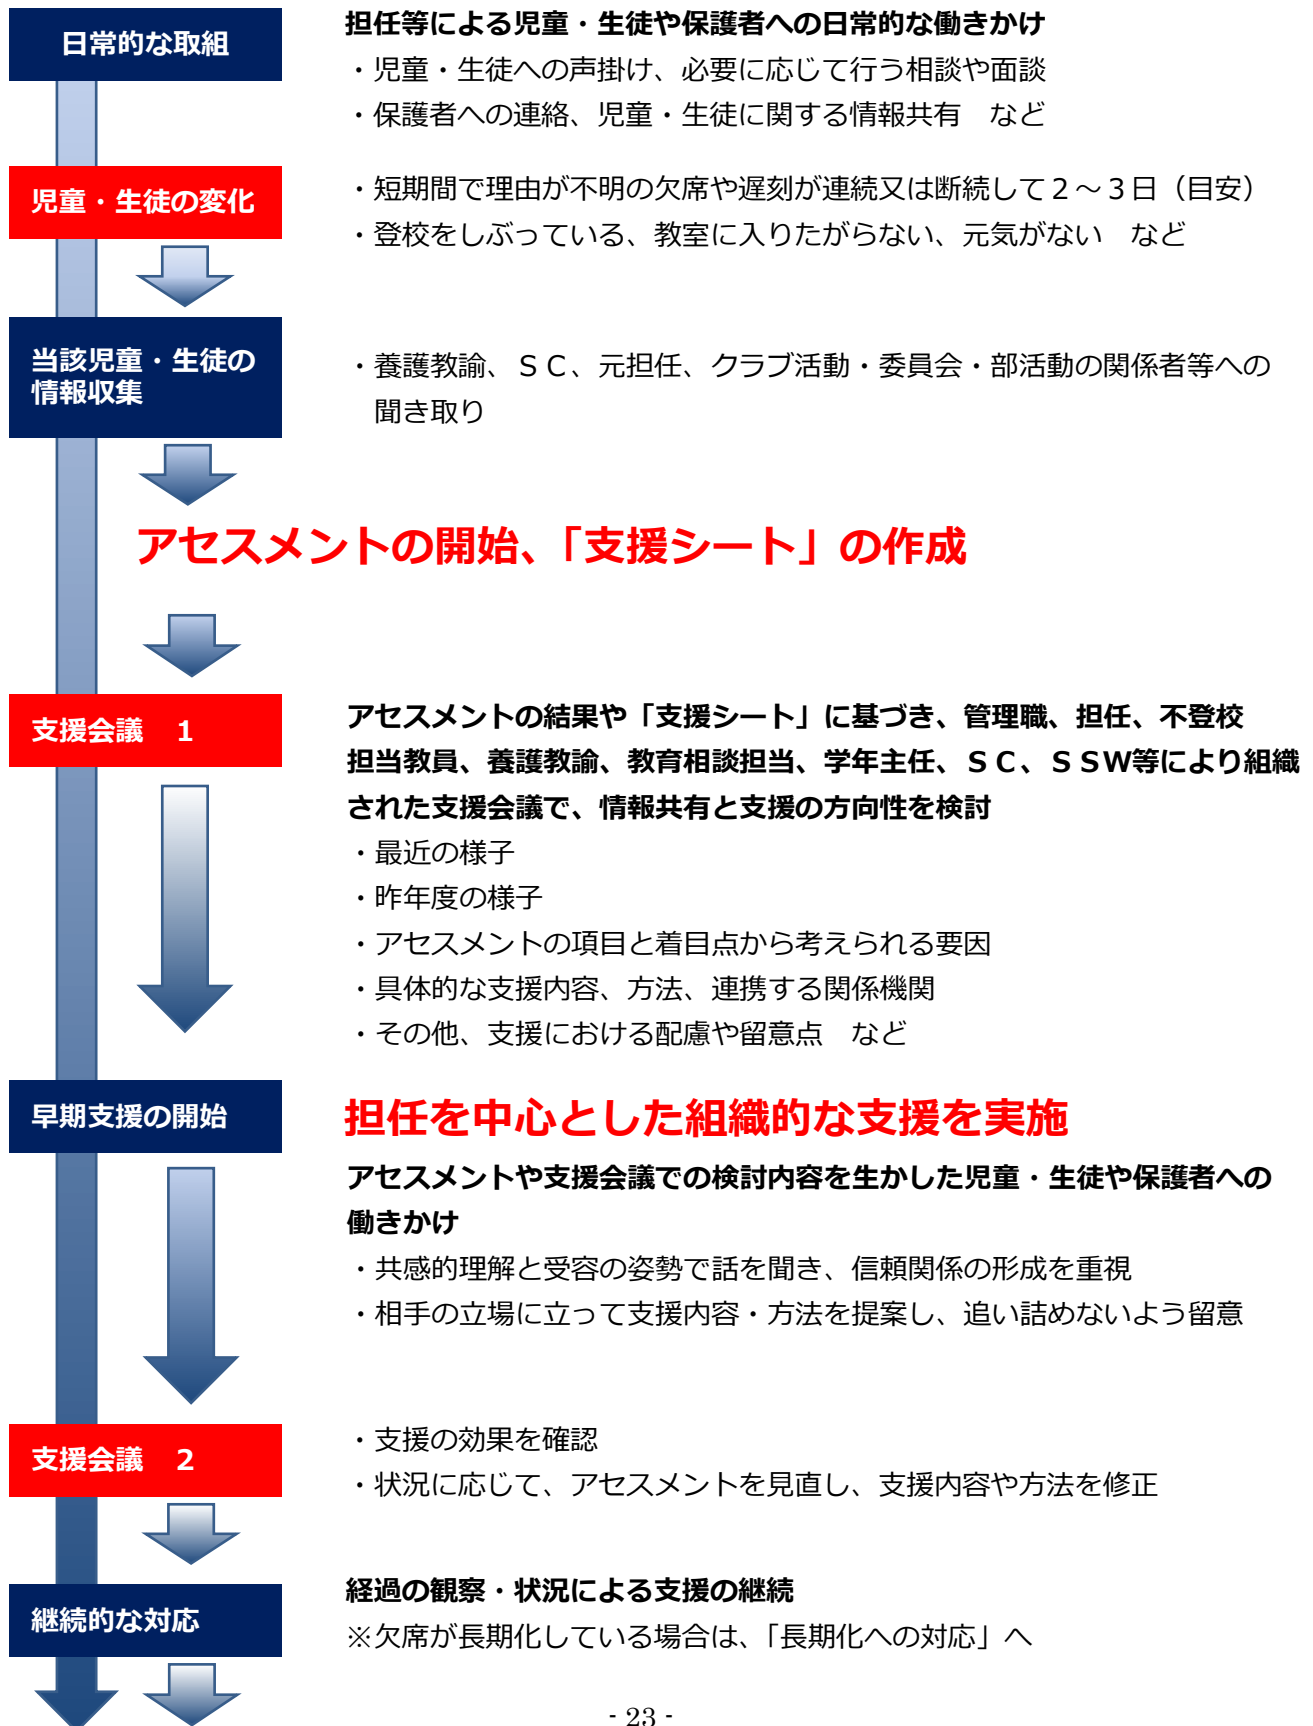 日常的な取組
担任等による児童・生徒や保護者への日常的な働きかけ
・児童・生徒への声掛け、必要に応じて行う相談や面談
・保護者への連絡、児童・生徒に関する情報共有　など
児童・生徒の変化
・短期間で理由が不明の欠席や遅刻が連続又は断続して２～３日（目安）
・登校をしぶっている、教室に入りたがらない、元気がない　など
当該児童・生徒の
情報収集
・養護教諭、ＳＣ、元担任、クラブ活動・委員会・部活動の関係者等への
聞き取り
アセスメントの開始、「支援シート」の作成
支援会議　１
アセスメントの結果や「支援シート」に基づき、管理職、担任、不登校
担当教員、養護教諭、教育相談担当、学年主任、ＳＣ、ＳＳＷ等により組織
された支援会議で、情報共有と支援の方向性を検討
・最近の様子
・昨年度の様子
・アセスメントの項目と着目点から考えられる要因
・具体的な支援内容、方法、連携する関係機関
・その他、支援における配慮や留意点　など
早期支援の開始
担任を中心とした組織的な支援を実施
アセスメントや支援会議での検討内容を生かした児童・生徒や保護者への
働きかけ
・共感的理解と受容の姿勢で話を聞き、信頼関係の形成を重視
・相手の立場に立って支援内容・方法を提案し、追い詰めないよう留意
支援会議　２
・支援の効果を確認
・状況に応じて、アセスメントを見直し、支援内容や方法を修正
継続的な対応
経過の観察・状況による支援の継続
※欠席が長期化している場合は、「長期化への対応」へ
- 23 -